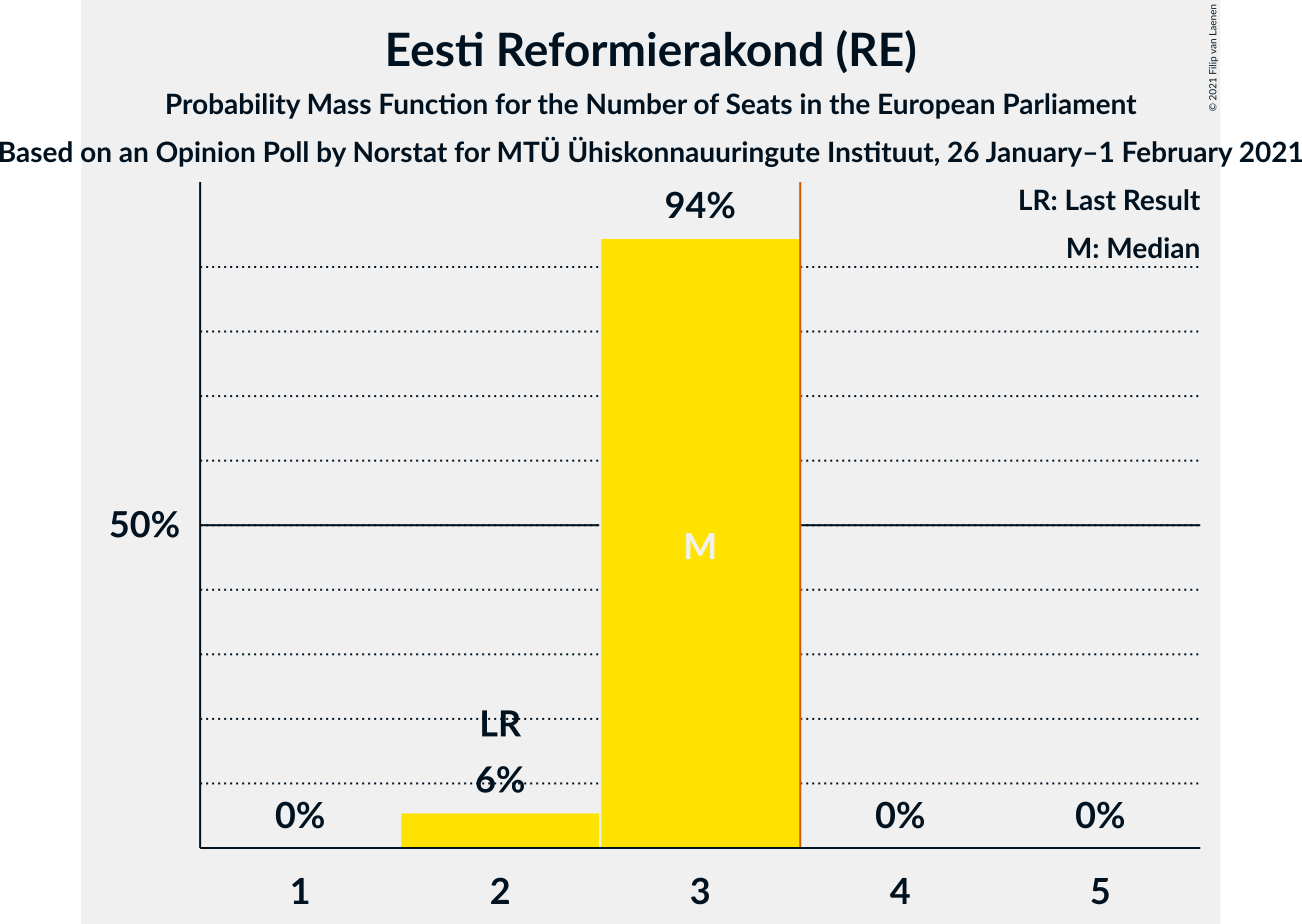 Eesti Reformierakond (RE)
Probability Mass Function for the Number of Seats in the European Parliament
Based on an Opinion Poll by Norstat for MTÜ Ühiskonnauuringute Instituut, 26 January–1 February 2021
© 2021 Filip van Laenen
LR: Last Result
M: Median
94%
50%
M
LR
6%
0%
0%
0%
1
2
3
4
5